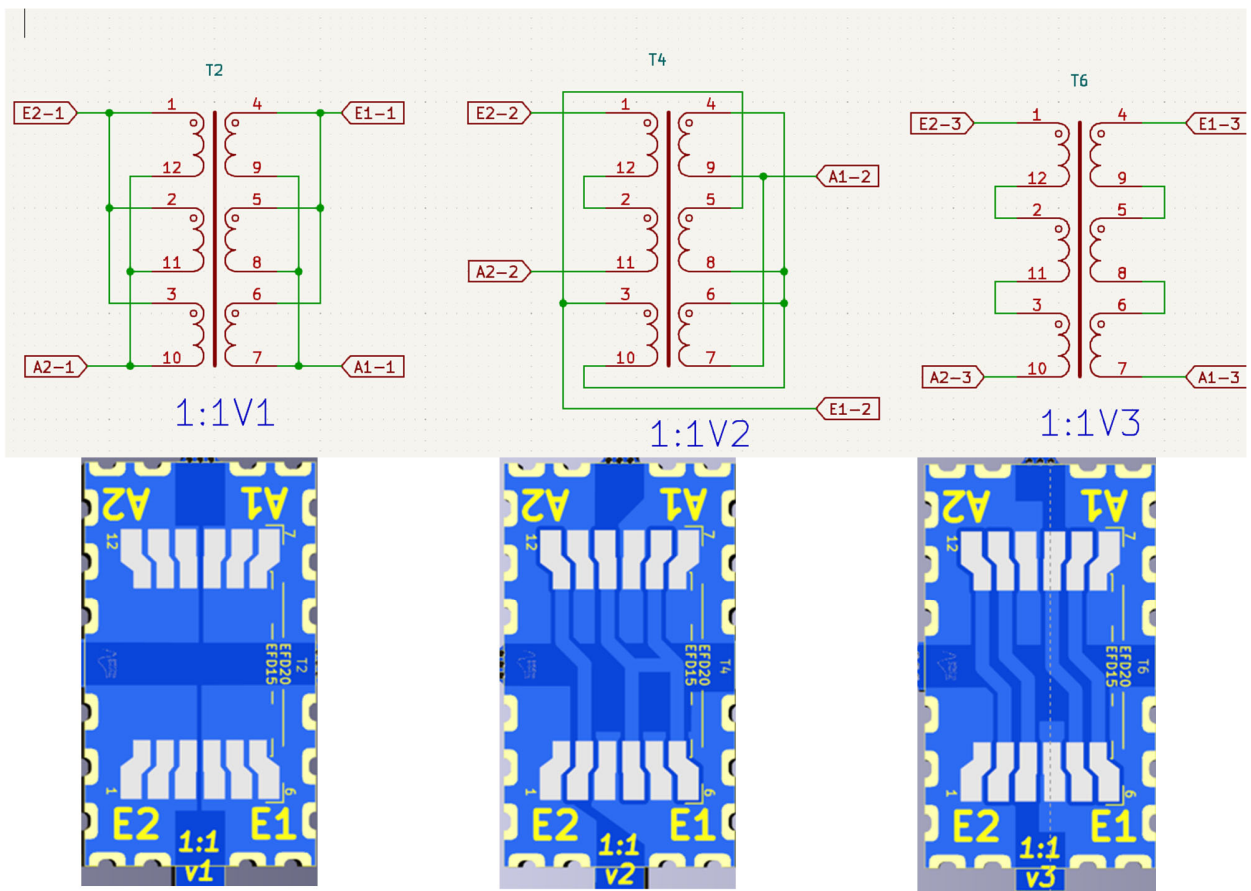 T2
E2-1
1
4
E1-1
12
9
2
5
11
8
3
6
A2-1
10
7
A1-1
1:1V1
T4
E2-2
1
4
12
9
A1-2
2
5
A2-2
11
8
3
6
10
7
E1-2
1:1V2
T6
E2-3
1
4
E1-3
12
9
2
5
11
8
3
6
A2-3
10
7
A1-3
1:1V3
A2
A1
12
7
EFD15
EFD20
T2
1
6
E2
E1
1:1
v1
A2
A1
12
7
EFD15
EFD20
T4
1
6
E2
E1
1:1
v2
A2
A1
12
7
EFD15
EFD20
T6
1
6
E2
E1
1:1
v3